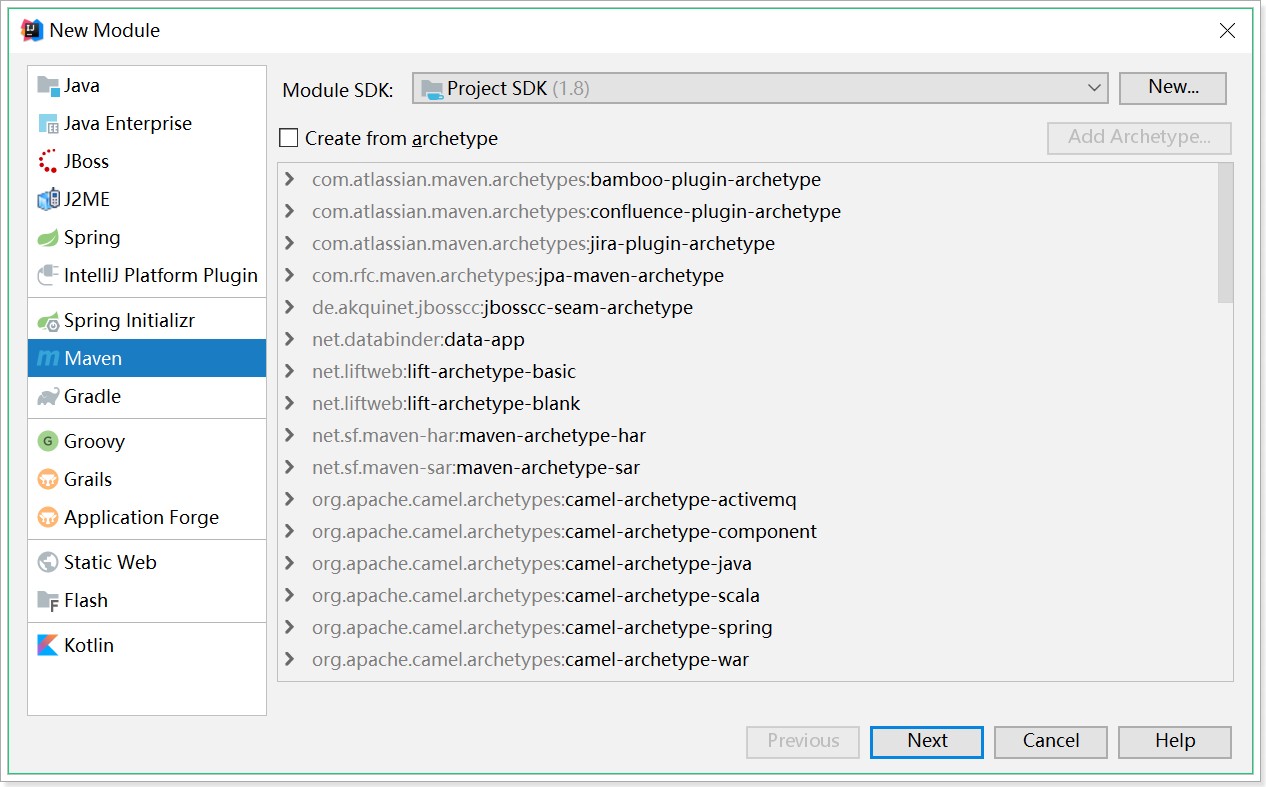 New Module
Java
Java Enterprise
JBoss
J2ME
Spring
IntelliJ Platform Plugin
Spring Initializr
Maven
Gradle
Groovy
Grails
Application Forge
Static Web
Flash
Kotlin
Module SDK: Project SDK (1.8) New...
Create from archetype Add Archetype...
com.atlassian.maven.archetypes:bamboo-plugin-archetype
com.atlassian.maven.archetypes:confluence-plugin-archetype
com.atlassian.maven.archetypes:jira-plugin-archetype
com.rfc.maven.archetypes:jpa-maven-archetype
de.akquinet.jbosscc:jbosscc-seam-archetype
net.databinder:data-app
net.liftweb:lift-archetype-basic
net.liftweb:lift-archetype-blank
net.sf.maven-har:maven-archetype-har
net.sf.maven-sar:maven-archetype-sar
org.apache.camel.archetypes:camel-archetype-activemq
org.apache.camel.archetypes:camel-archetype-component
org.apache.camel.archetypes:camel-archetype-java
org.apache.camel.archetypes:camel-archetype-scala
org.apache.camel.archetypes:camel-archetype-spring
org.apache.camel.archetypes:camel-archetype-war
Previous Next Cancel Help